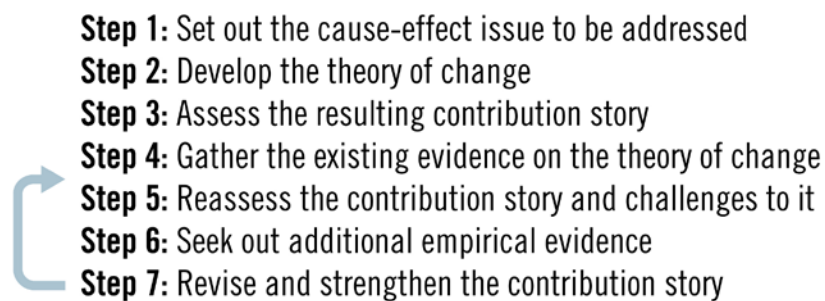 Step 1: Set out the cause-effect issue to be addressed
Step 2: Develop the theory of change
Step 3: Assess the resulting contribution story
Step 4: Gather the existing evidence on the theory of change
Step 5: Reassess the contribution story and challenges to it
Step 6: Seek out additional empirical evidence
Step 7: Revise and strengthen the contribution story